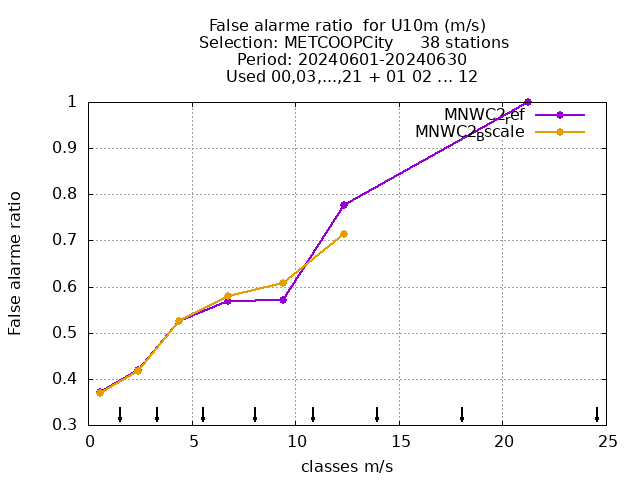 False alarme ratio  for U10m (m/s)
Selection: METCOOPCity     38 stations
Period: 20240601-20240630
Used 00,03,...,21 + 01 02 ... 12
MNWC2_ref
MNWC2_Bscale
1
0.9
0.8
0.7
0.6
0.5
0.4
0.3
False alarme ratio
0 5 10 15 20 25
classes m/s